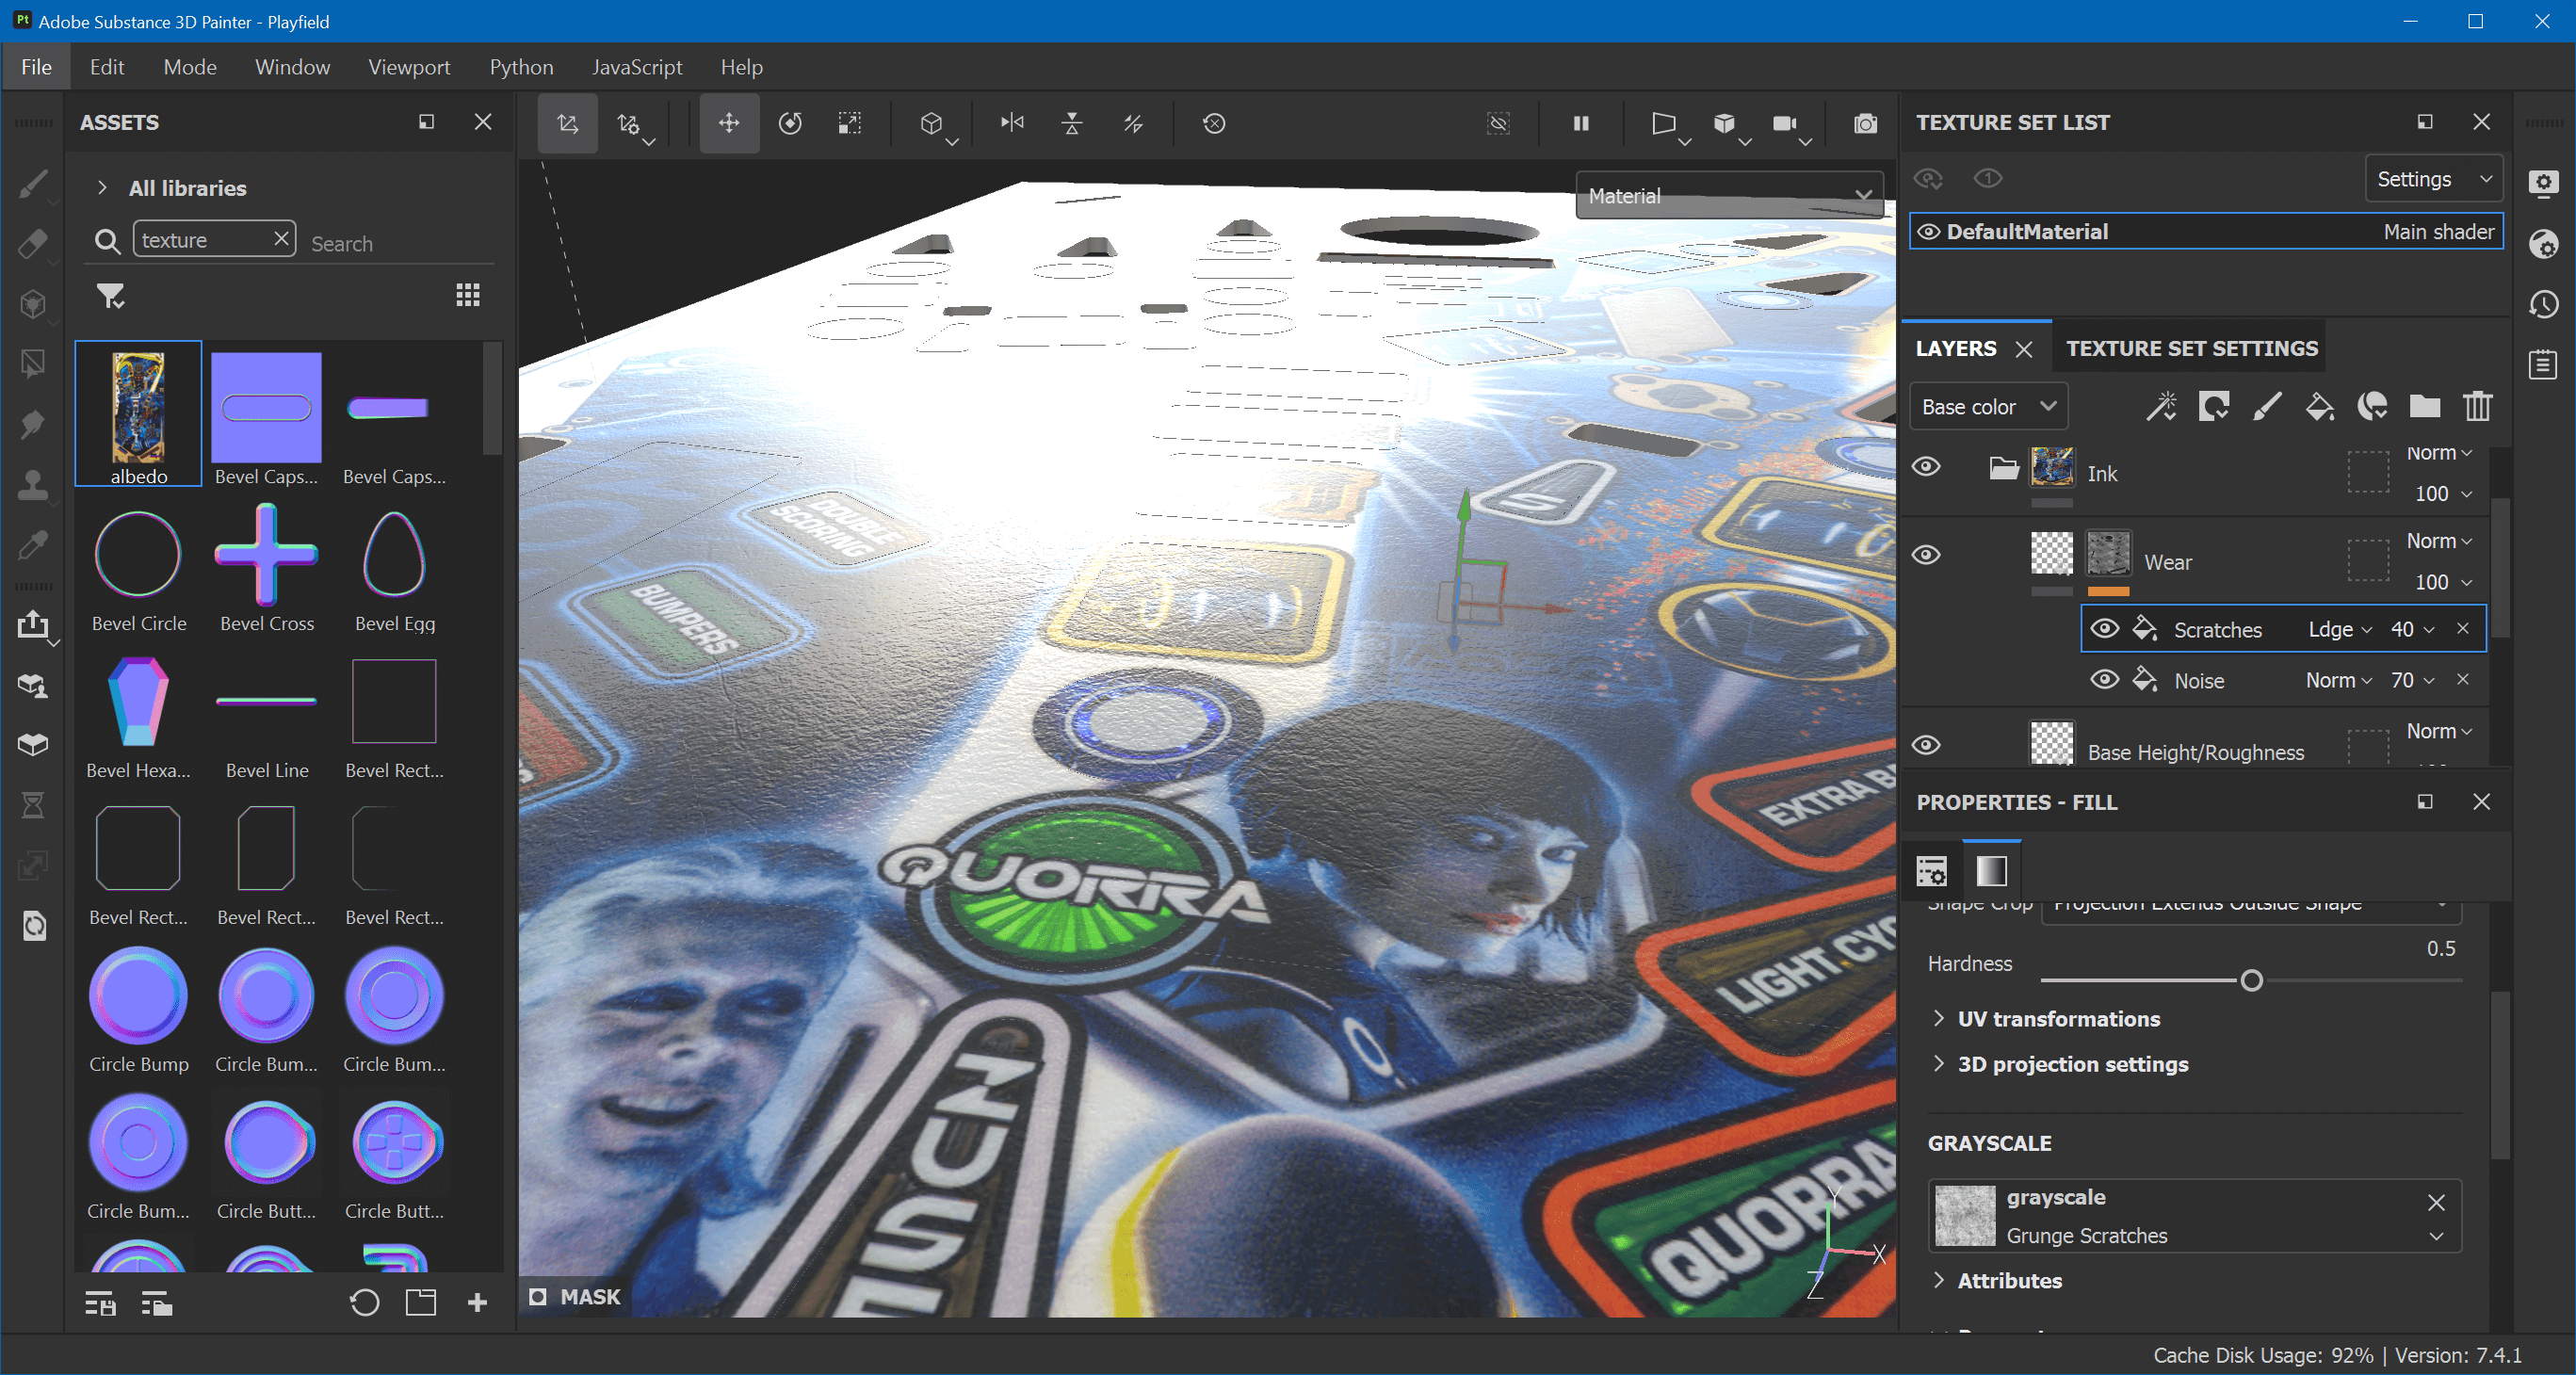 Pt Adobe Substance 3D Painter - Playfield
File Edit Mode Window Viewport Python JavaScript Help
ASSETS
All libraries
texture Search
albedo Bevel Caps... Bevel Caps...
Bevel Circle Bevel Cross Bevel Egg
Bevel Hexa... Bevel Line Bevel Rect...
Bevel Rect... Bevel Rect... Bevel Rect...
Circle Bump Circle Bum... Circle Bum...
Circle Bum... Circle Butt... Circle Butt...
Material
DOUBLE
SCORING
S
BUMPERS
EXTRA B
QUORRA
LIGHT CYC
ZUSE
QUORRA
Y
X
Z
MASK
TEXTURE SET LIST
1
Settings
DefaultMaterial Main shader
LAYERS TEXTURE SET SETTINGS
Base color
Ink Norm
100
Wear Norm
100
Scratches Ldge 40
Noise Norm 70
Base Height/Roughness Norm
PROPERTIES - FILL
Shape Crop Projection Extends Outside Shape
Hardness 0.5
UV transformations
3D projection settings
GRAYSCALE
grayscale
Grunge Scratches
Attributes
Cache Disk Usage: 92% | Version: 7.4.1